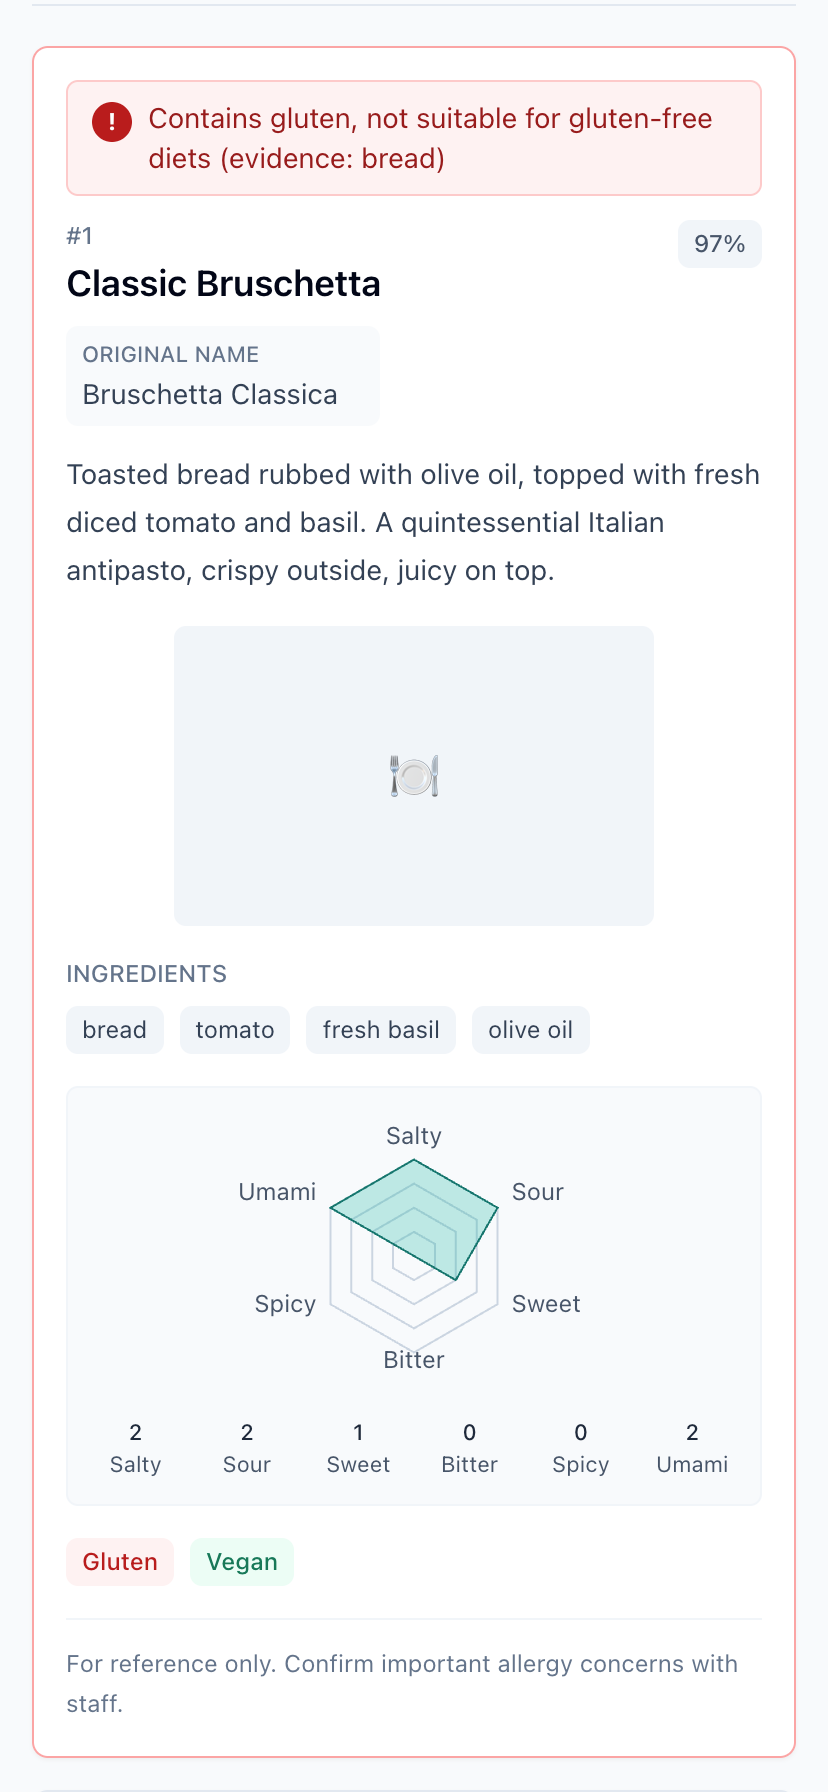 Contains gluten, not suitable for gluten-free
diets (evidence: bread)
#1
97%
Classic Bruschetta
ORIGINAL NAME
Bruschetta Classica
Toasted bread rubbed with olive oil, topped with fresh
diced tomato and basil. A quintessential Italian
antipasto, crispy outside, juicy on top.
INGREDIENTS
bread
tomato
fresh basil
olive oil
Salty
Umami
Sour
Spicy
Sweet
Bitter
2 2 1 0 0 2
Salty Sour Sweet Bitter Spicy Umami
Gluten
Vegan
For reference only. Confirm important allergy concerns with
staff.